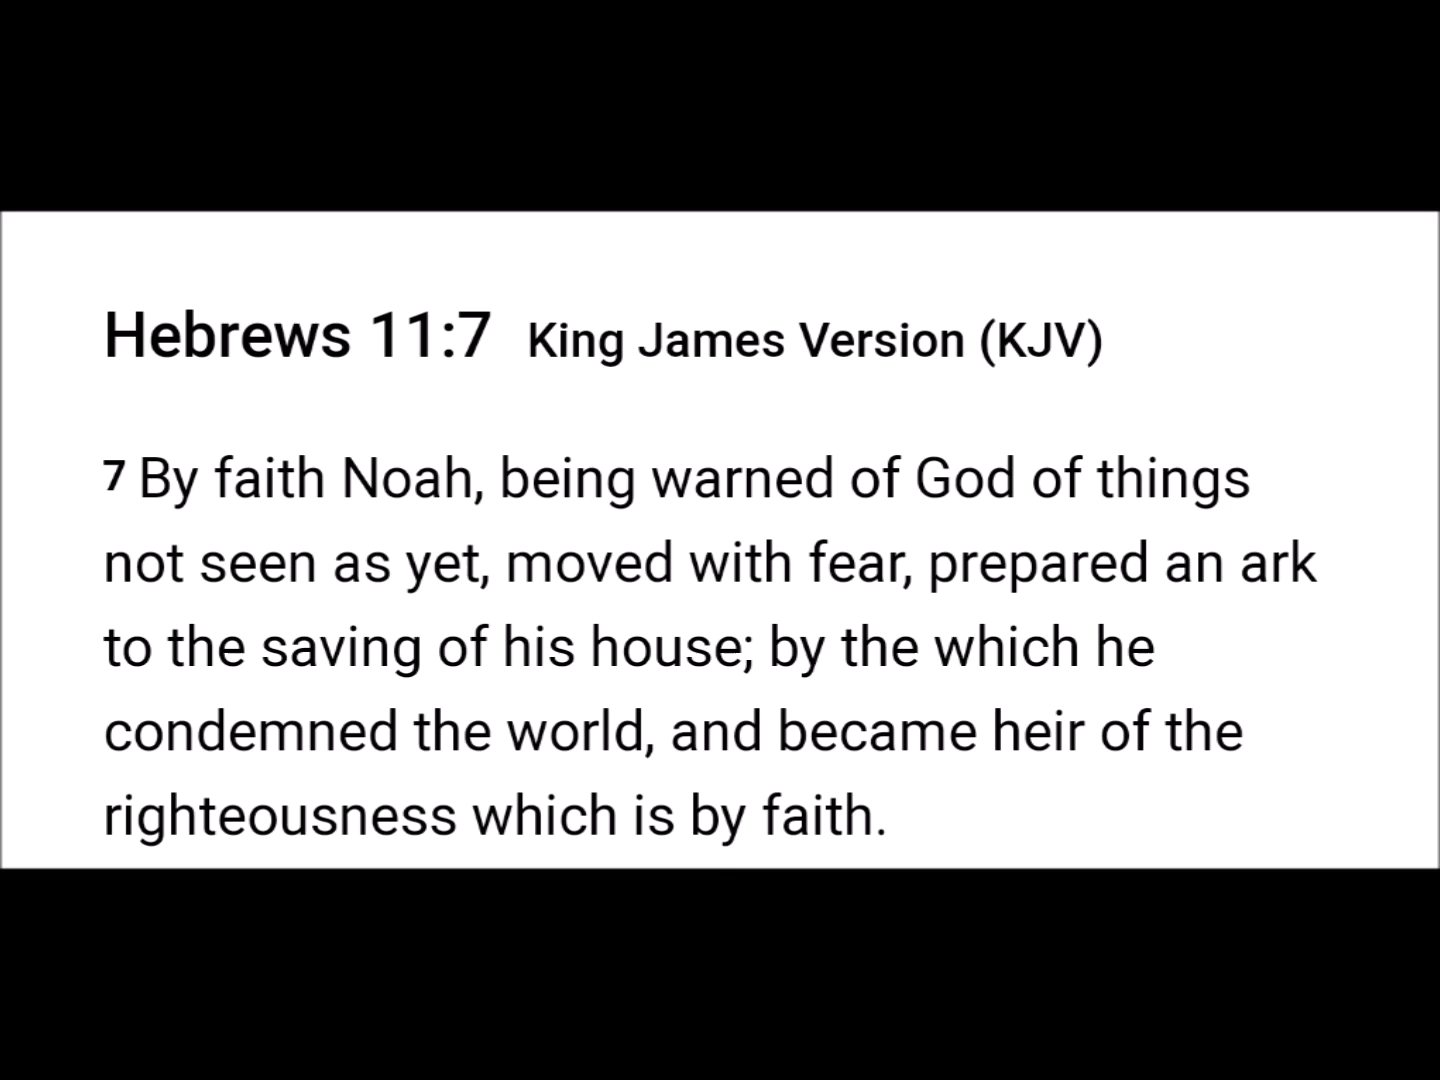 Hebrews 11:7 King James Version (KJV)
7 By faith Noah, being warned of God of things
not seen as yet, moved with fear, prepared an ark
to the saving of his house; by the which he
condemned the world, and became heir of the
righteousness which is by faith.